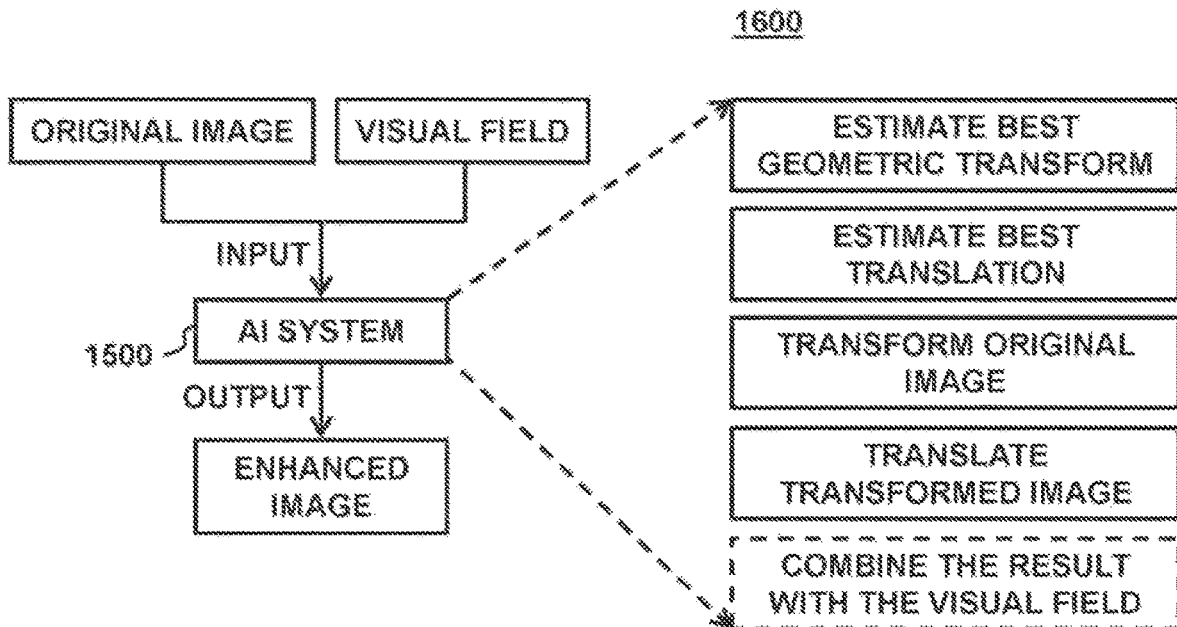 1600
ORIGINAL IMAGE
VISUAL FIELD
INPUT
AI SYSTEM
1500
OUTPUT
ENHANCED
IMAGE
ESTIMATE BEST
GEOMETRIC TRANSFORM
ESTIMATE BEST
TRANSLATION
TRANSFORM ORIGINAL
IMAGE
TRANSLATE
TRANSFORMED IMAGE
COMBINE THE RESULT
WITH THE VISUAL FIELD